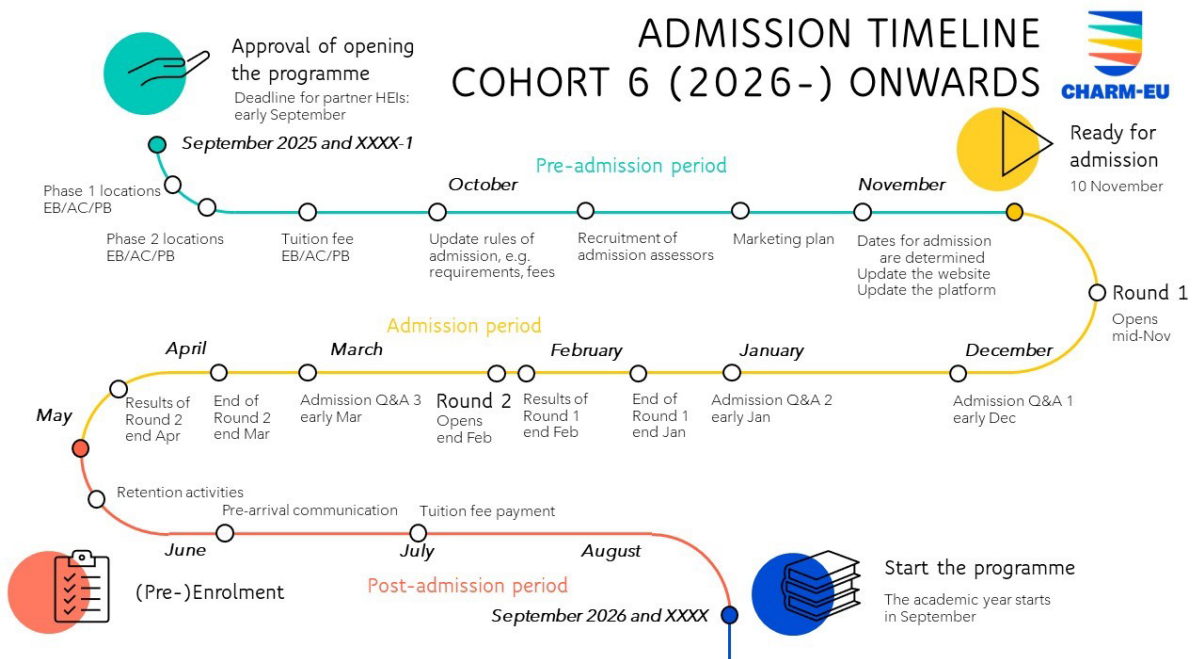 ADMISSION TIMELINE
COHORT 6 (2026-) ONWARDS
CHARM-EU
Approval of opening
the programme
Deadline for partner HEIs:
early September
September 2025 and XXXX-1
Pre-admission period
Phase 1 locations
EB/AC/PB
Phase 2 locations
EB/AC/PB
Tuition fee
EB/AC/PB
October
Update rules of
admission, e.g.
requirements, fees
Recruitment of
admission assessors
Marketing plan
November
Dates for admission
are determined
Update the website
Update the platform
Ready for
admission
10 November
Round 1
Opens
mid-Nov
Admission period
December
Admission Q&A 1
early Dec
January
Admission Q&A 2
early Jan
End of
Round 1
end Jan
February
Results of
Round 1
end Feb
Round 2
Opens
end Feb
March
Admission Q&A 3
early Mar
End of
Round 2
end Mar
April
Results of
Round 2
end Apr
May
Retention activities
Pre-arrival communication
Tuition fee payment
June
July
August
(Pre-)Enrolment
Post-admission period
September 2026 and XXXX
Start the programme
The academic year starts
in September